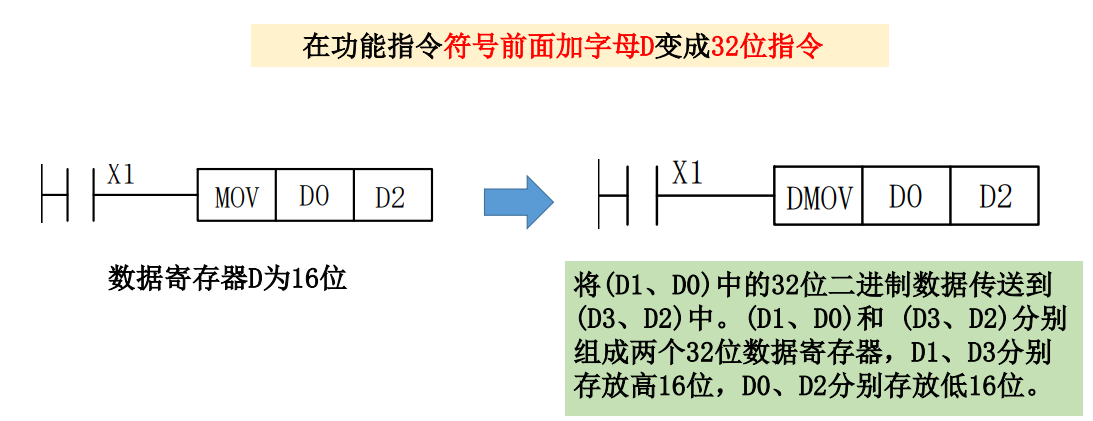 在功能指令符号前面加字母D变成32位指令
X1
MOV D0 D2
X1
DMOV D0 D2
数据寄存器D为16位
将(D1、D0)中的32位二进制数据传送到
(D3、D2)中。(D1、D0)和 (D3、D2)分别
组成两个32位数据寄存器，D1、D3分别
存放高16位，D0、D2分别存放低16位。